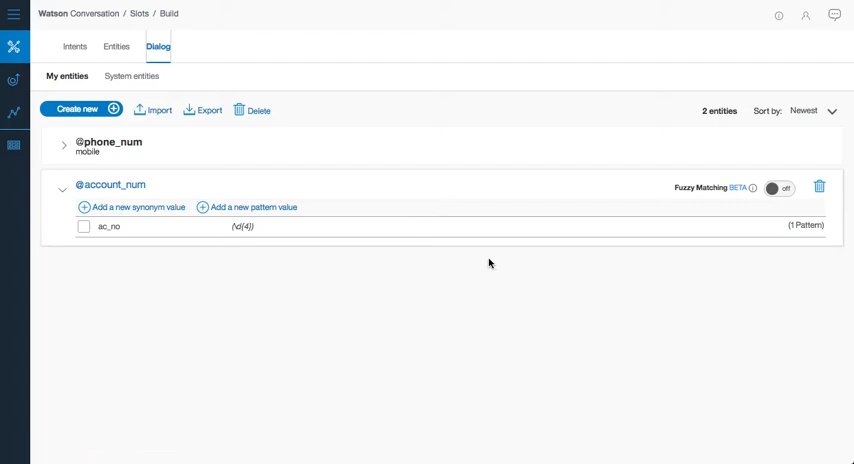 Watson Conversation / Slots / Build
Intents Entities Dialog
My entities System entities
Create new Import Export Delete 2 entities Sort by: Newest
@phone_num
mobile
@account_num Fuzzy Matching BETA off
Add a new synonym value Add a new pattern value
ac_no (\d{4}) (1 Pattern)